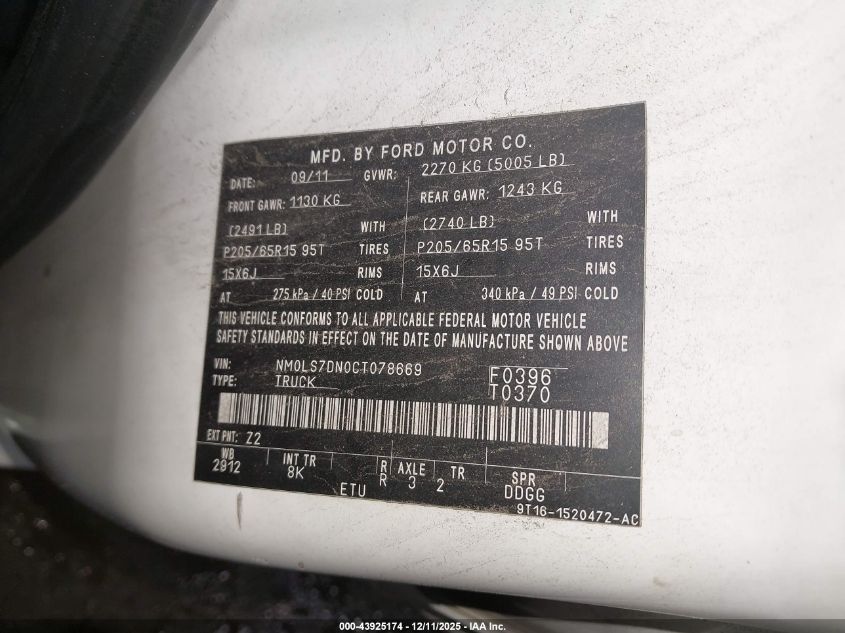 MFD. BY FORD MOTOR CO.
DATE: 09/11 GVWR: 2270 KG (5005 LB)
FRONT GAWR: 1130 KG REAR GAWR: 1243 KG
(2491 LB) WITH (2740 LB) WITH
P205/65R15 95T TIRES P205/65R15 95T TIRES
15X6J RIMS 15X6J RIMS
AT 275 kPa / 40 PSI COLD AT 340 kPa / 49 PSI COLD
THIS VEHICLE CONFORMS TO ALL APPLICABLE FEDERAL MOTOR VEHICLE
SAFETY STANDARDS IN EFFECT ON THE DATE OF MANUFACTURE SHOWN ABOVE
VIN: NM0LS7DN0CT078669 F0396
TYPE: TRUCK T0370
EXT PNT: Z2
WB INT TR R AXLE TR SPR
2912 8K R 3 2 DDGG
ETU 9T16-1520472-AC
000-43925174 - 12/11/2025 - IAA Inc.